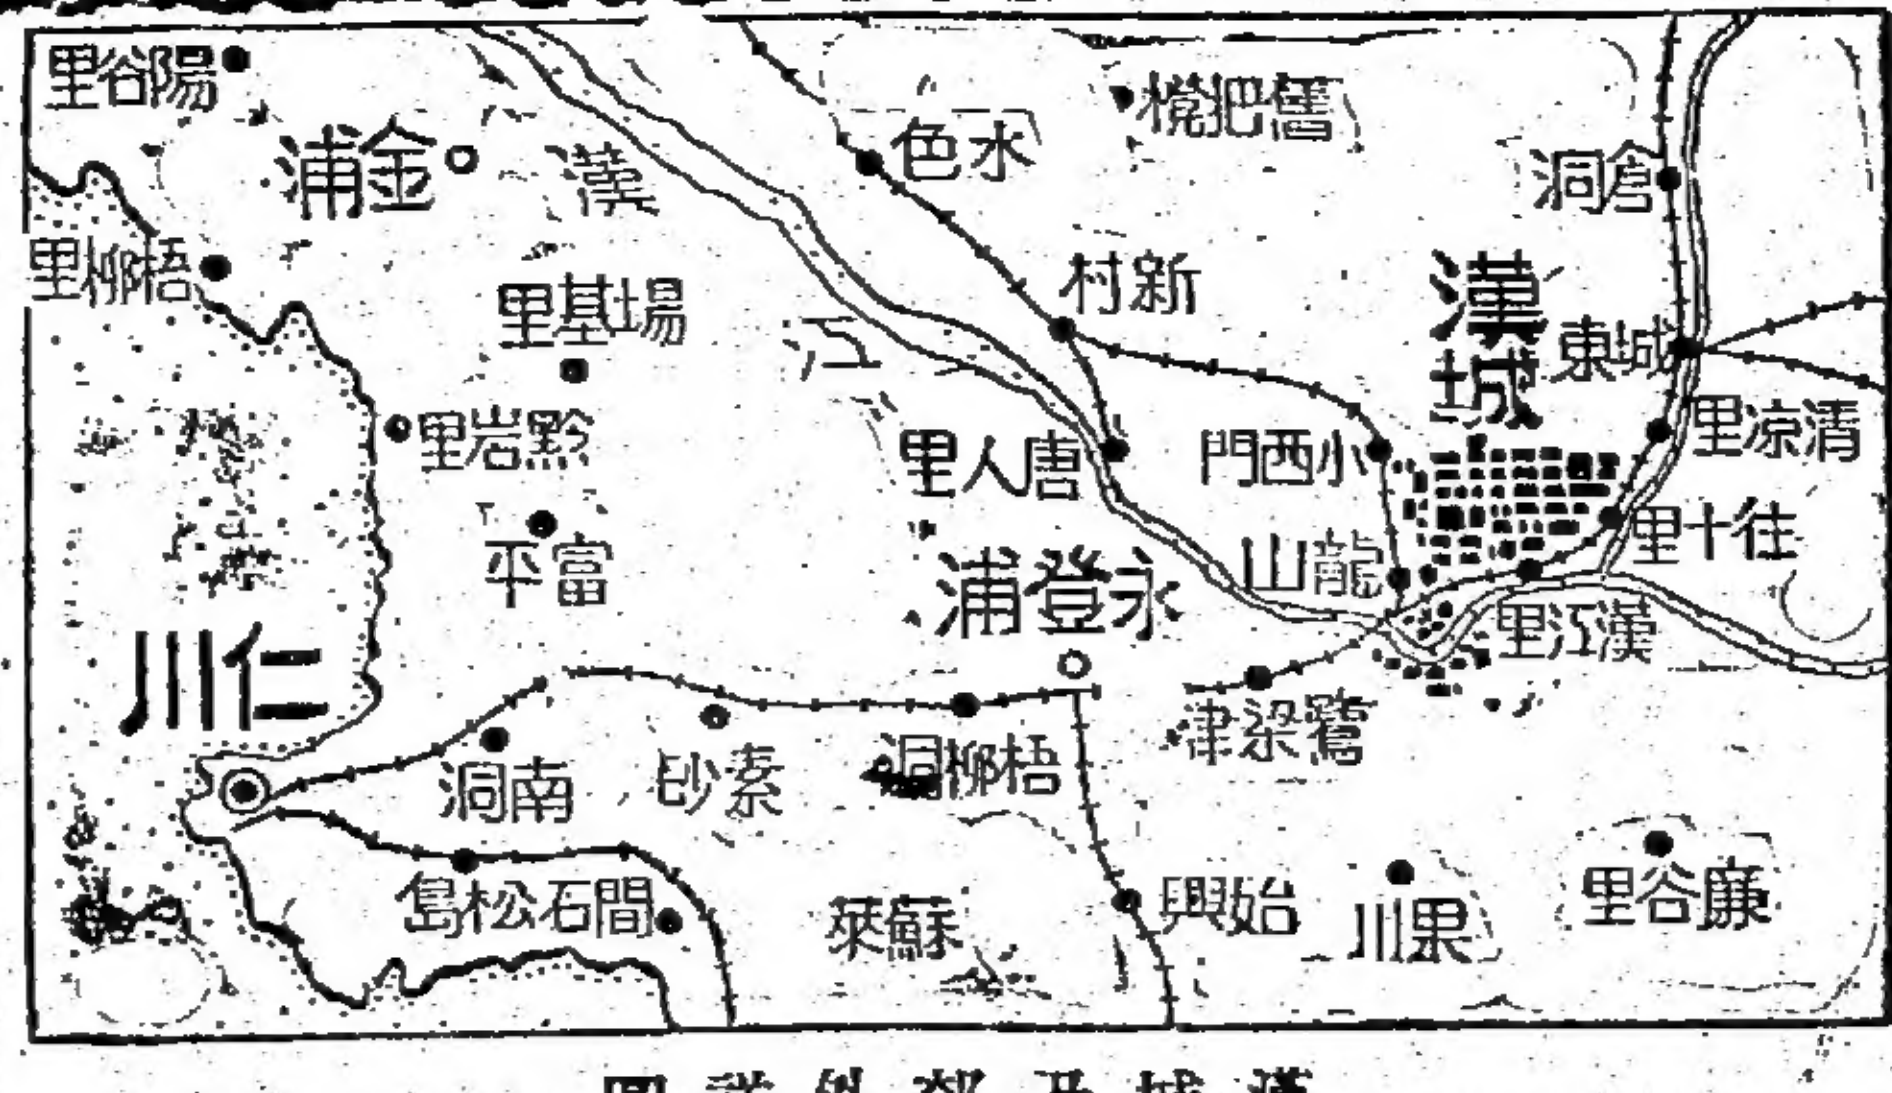 陽谷里
舊把撥
水色
金浦
漢
倉洞
梧柳里
新村
漢城
場基里
江
東城
清凉里
黔岩里
唐人里
小西門
往十里
富平
永登浦
龍山
漢江里
仁川
鷺梁津
南洞
素砂
梧柳洞
松石間
蘇萊
始興
果川
廉谷里